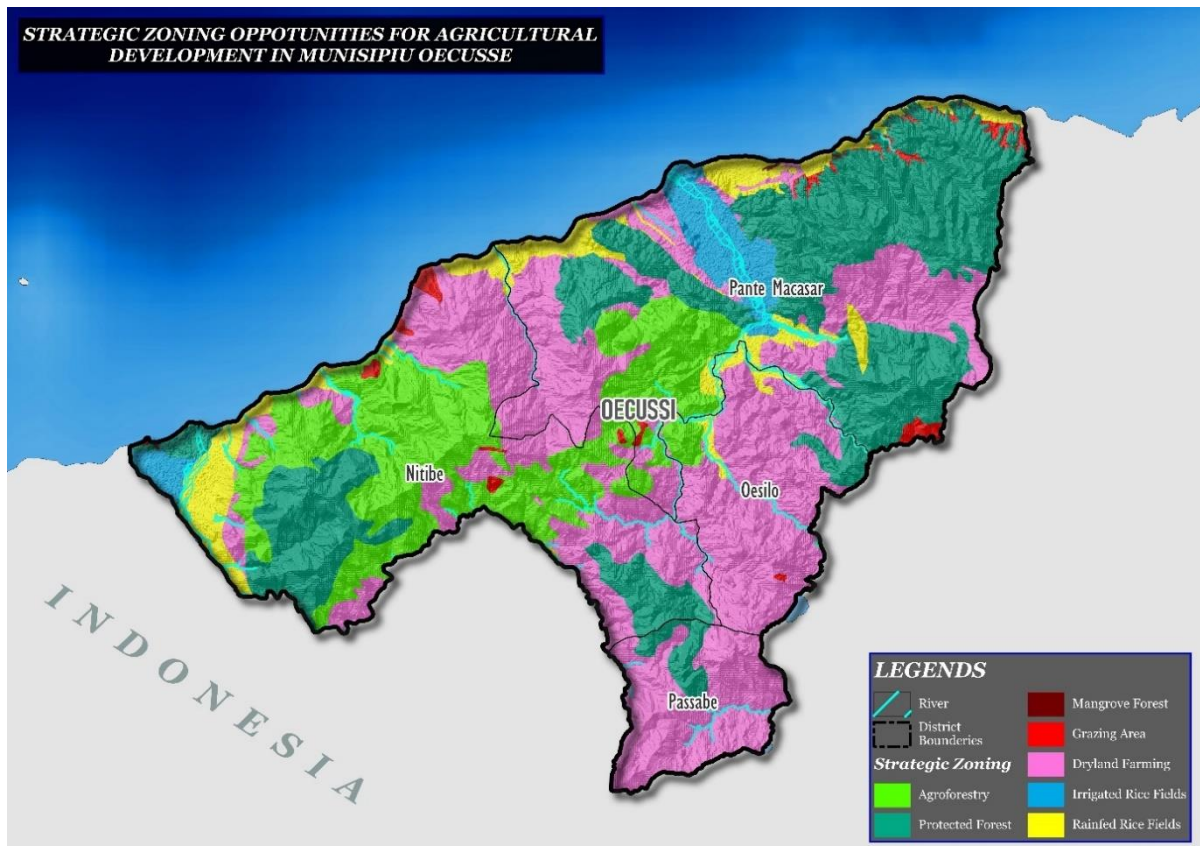 STRATEGIC ZONING OPPOTUNITIES FOR AGRICULTURAL
DEVELOPMENT IN MUNISIPIU OECUSSE
Pante Macasar
OECUSSI
Nitibe
Oesilo
Passabe
INDONESIA
LEGENDS
River
District
Bounderies
Strategic Zoning
Agroforestry
Protected Forest
Mangrove Forest
Grazing Area
Dryland Farming
Irrigated Rice Fields
Rainfed Rice Fields